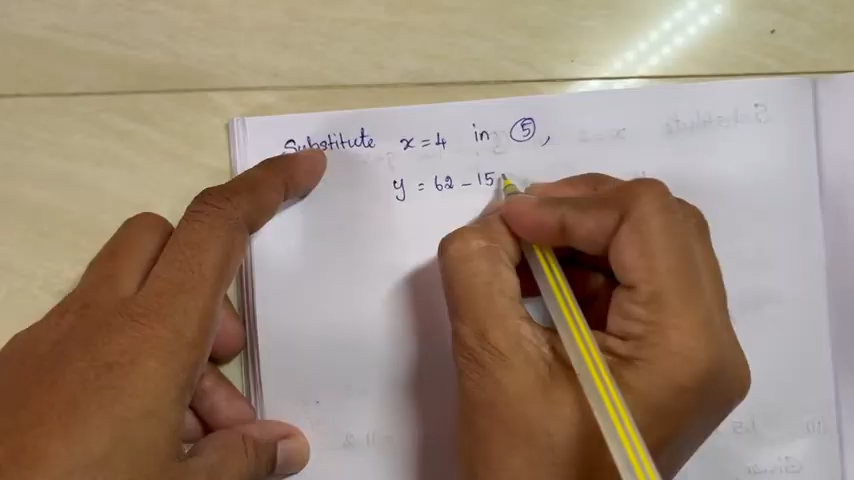 Substitute x = 4 in ⑤,
y = 62 - 15